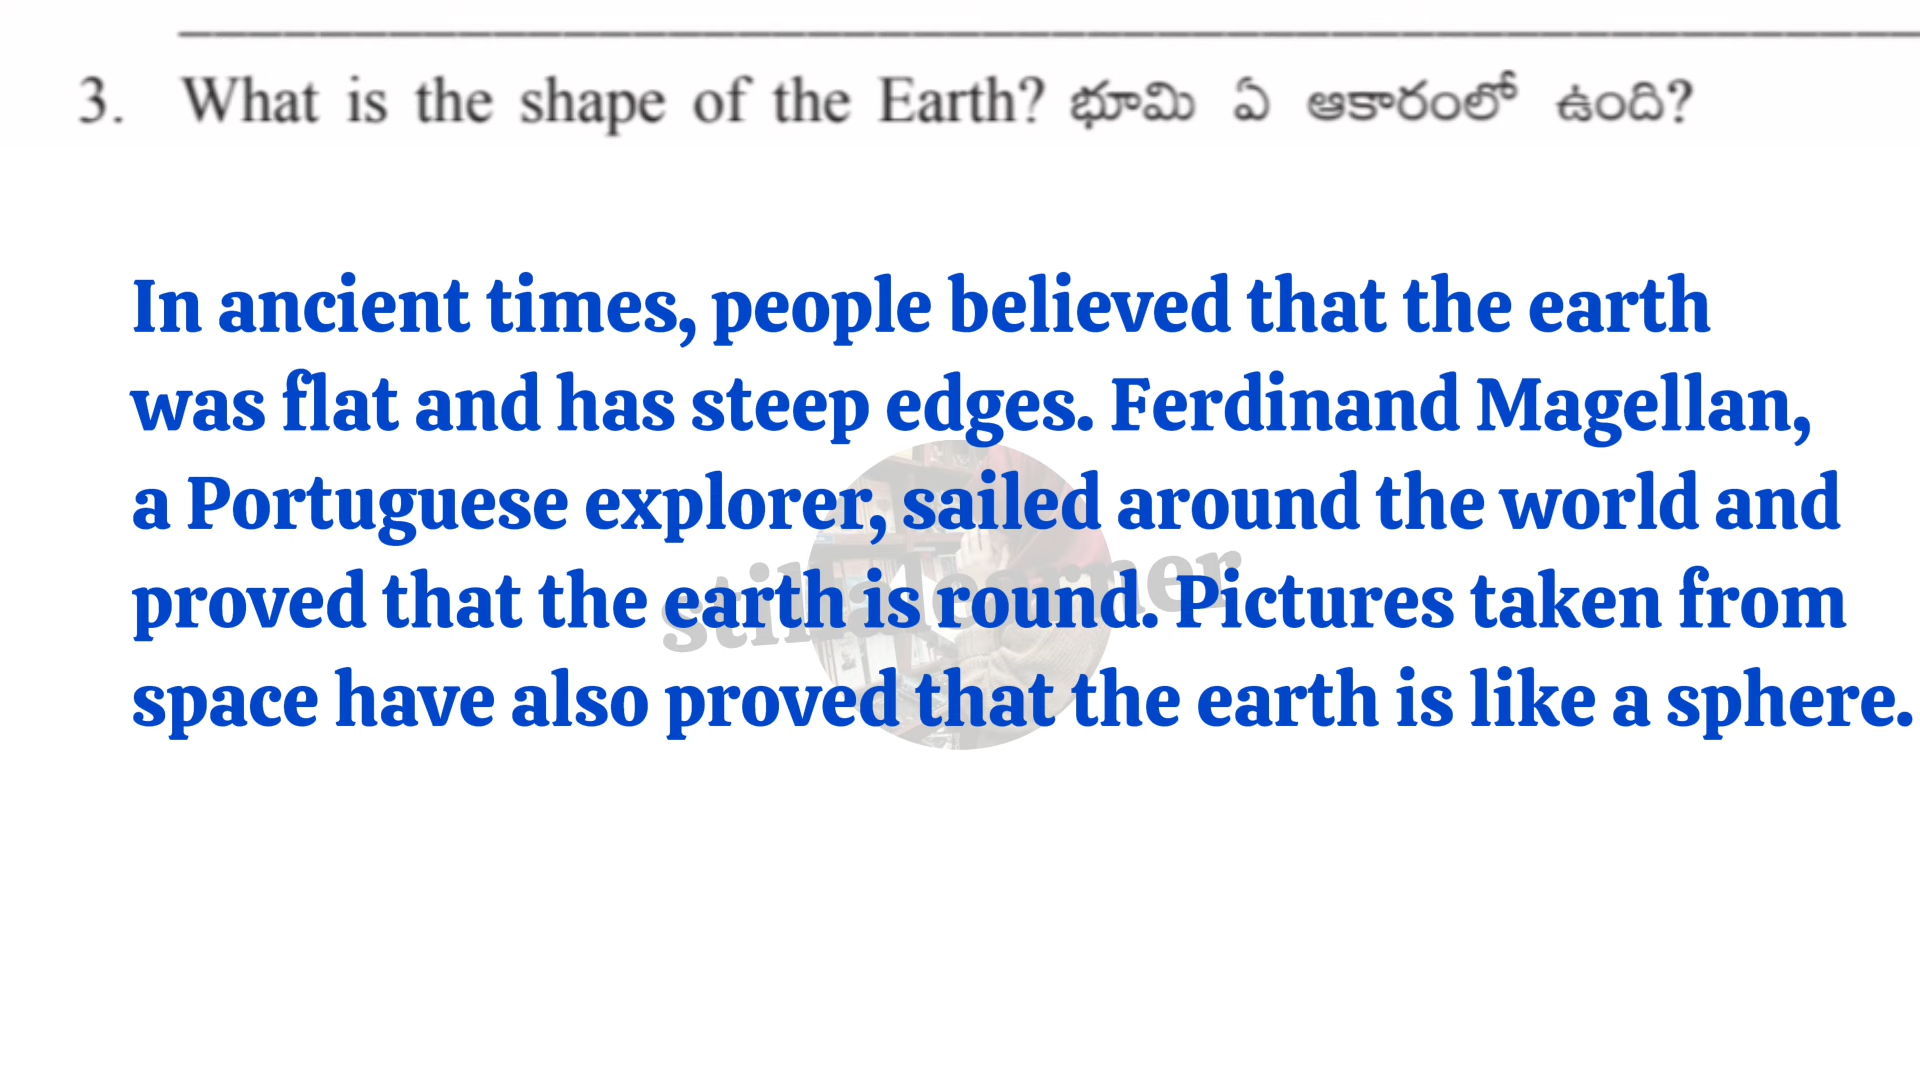 3. What is the shape of the Earth? భూమి ఏ ఆకారంలో ఉంది?
In ancient times, people believed that the earth
was flat and has steep edges. Ferdinand Magellan,
a Portuguese explorer, sailed around the world and
proved that the earth is round. Pictures taken from
space have also proved that the earth is like a sphere.
still a learner